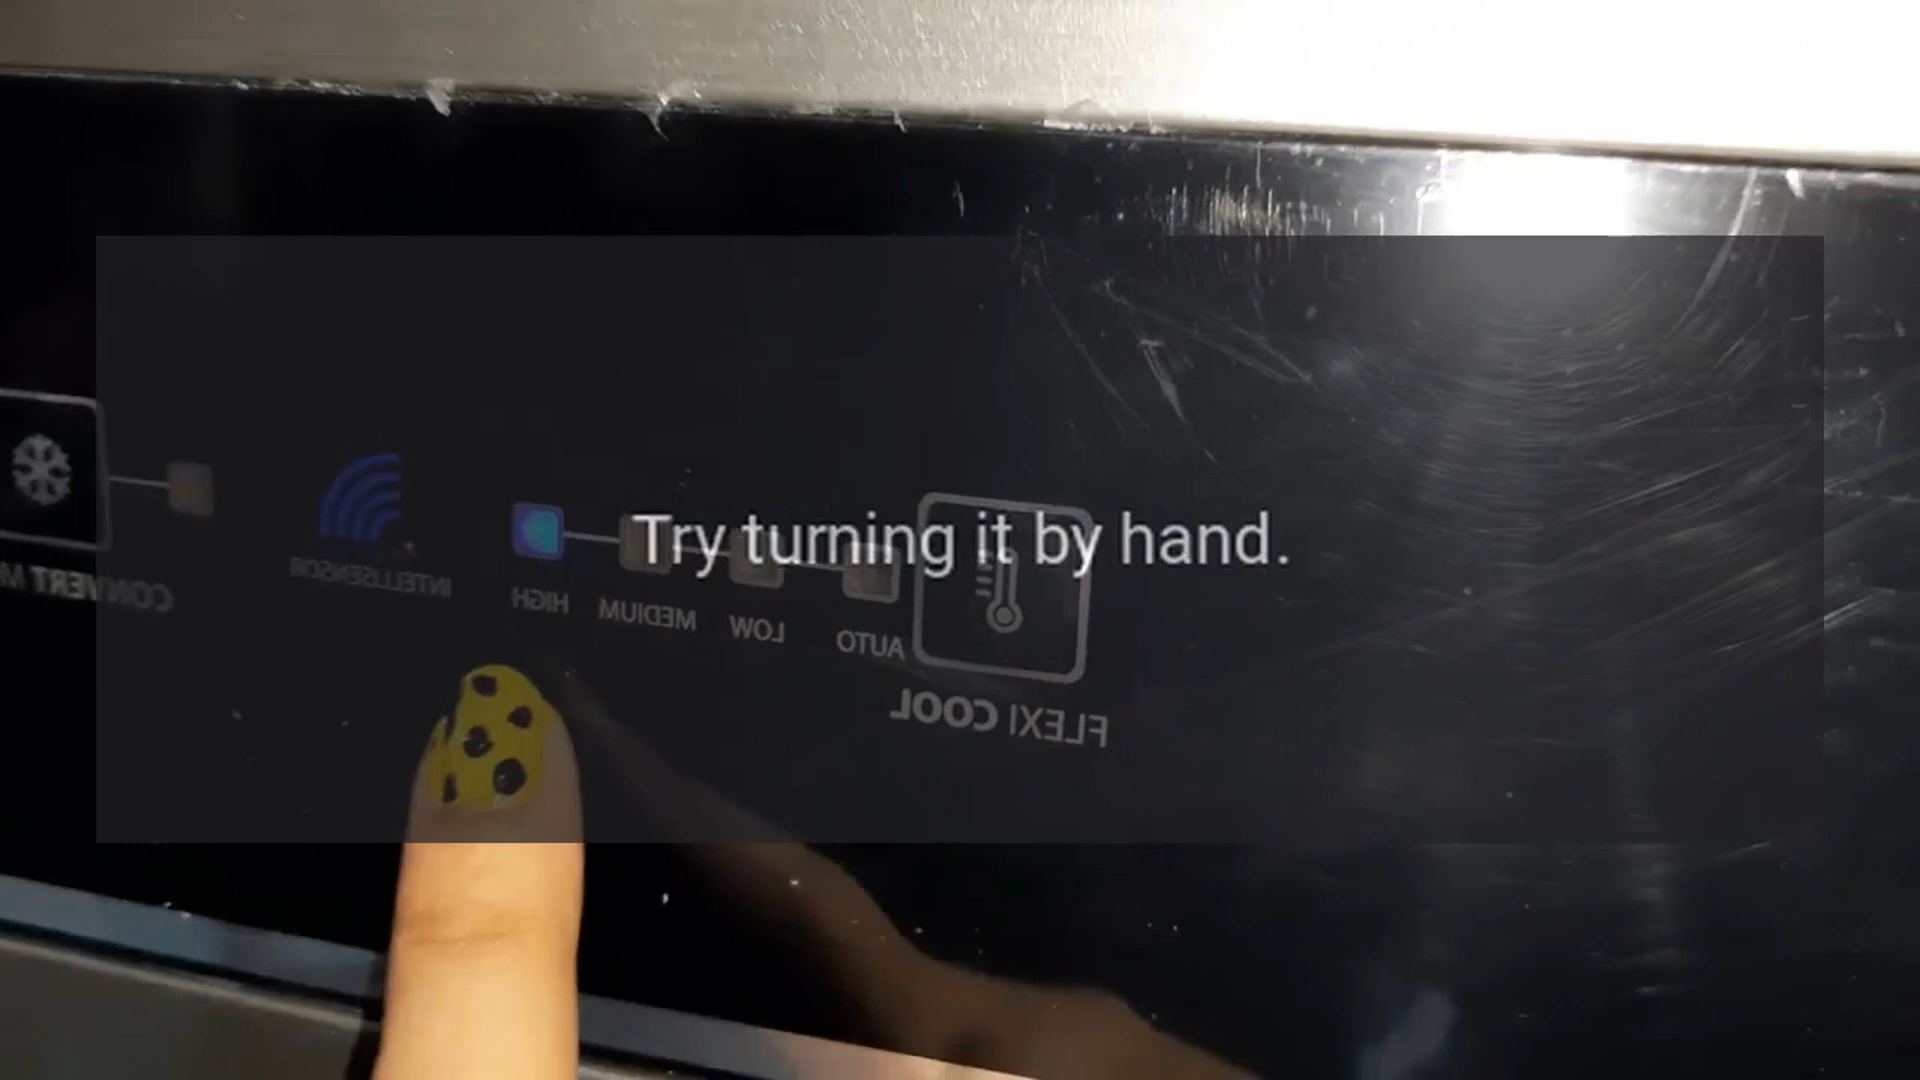 Try turning it by hand.
CONVERT M
INTELLISENSOR
HIGH
MEDIUM
LOW
AUTO
FLEXI COOL